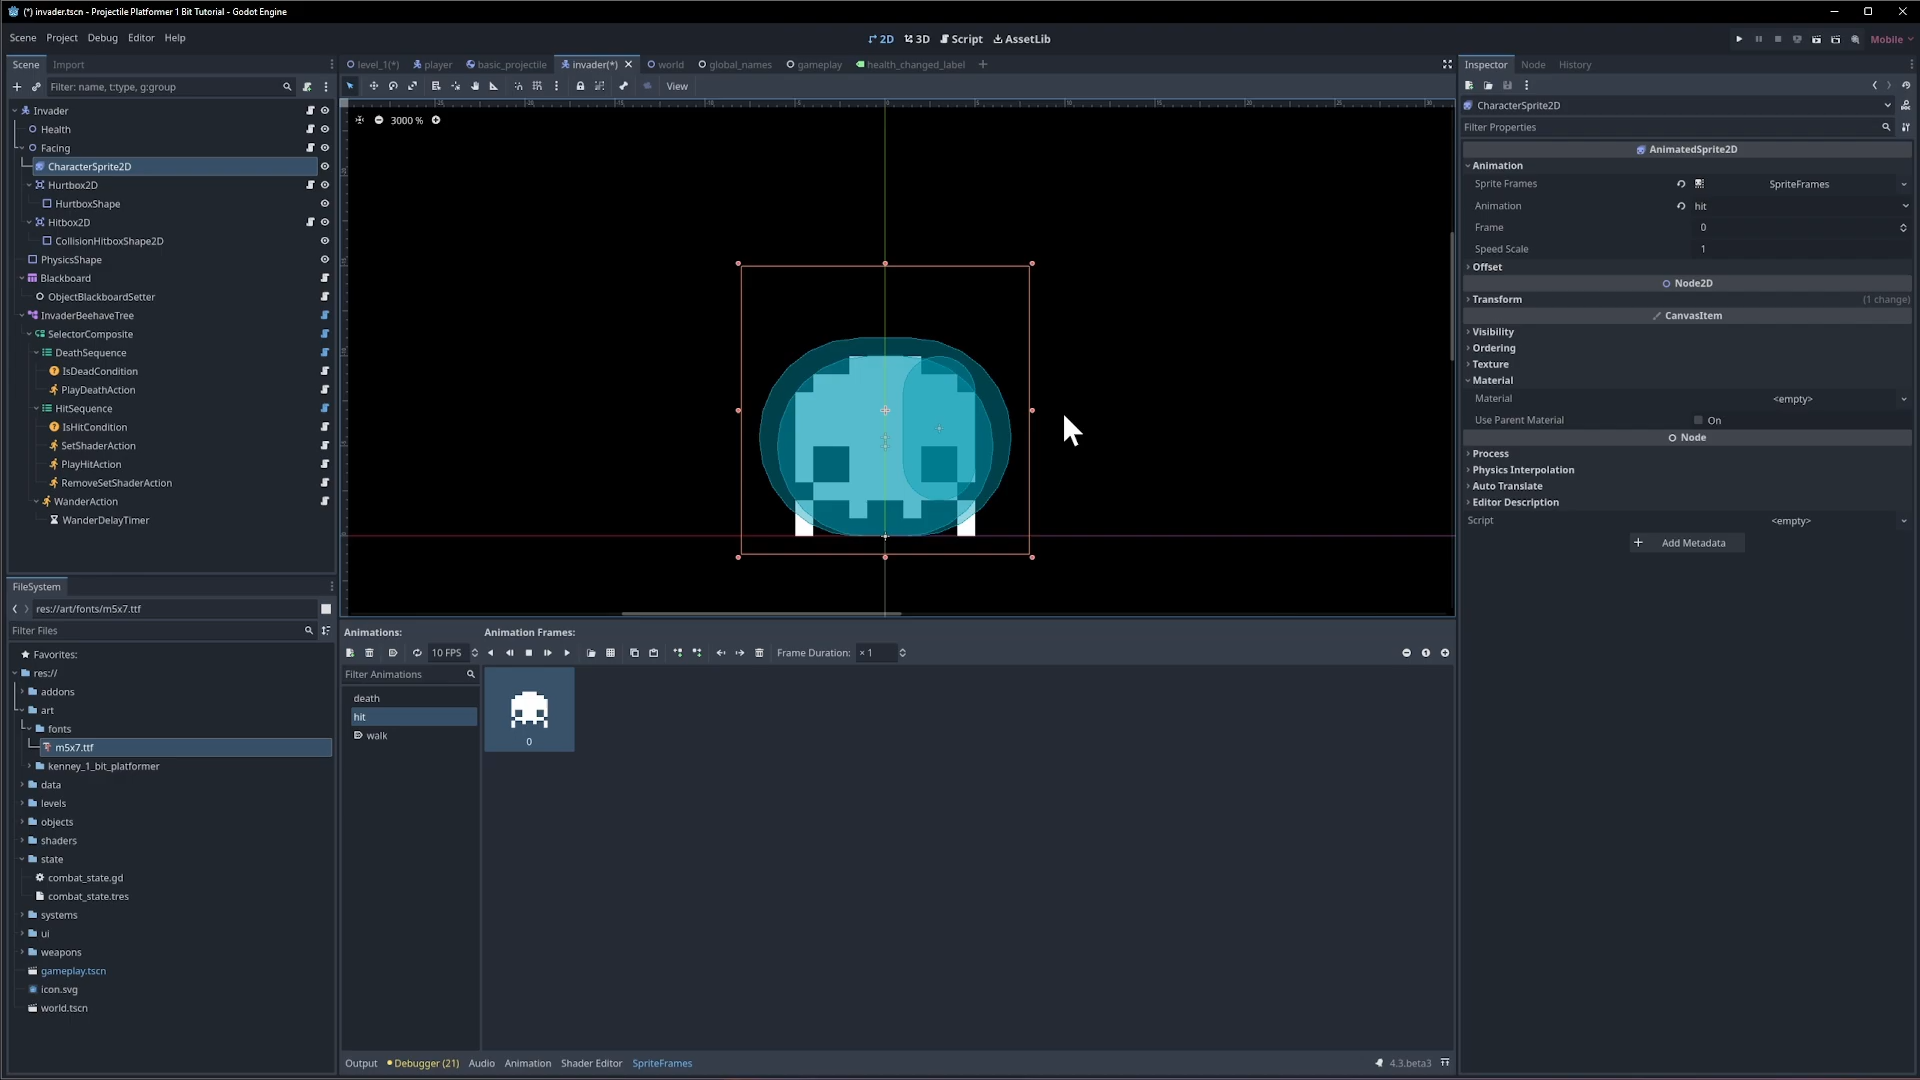 (*) invader.tscn - Projectile Platformer 1 Bit Tutorial - Godot Engine
Scene Project Debug Editor Help
2D 3D Script AssetLib
Mobile
Scene Import
level_1(*) player basic_projectile invader(*) world global_names gameplay health_changed_label
Inspector Node History
Filter: name, t:type, g:group
View
3000 %
CharacterSprite2D
Filter Properties
Invader
Health
Facing
CharacterSprite2D
Hurtbox2D
HurtboxShape
Hitbox2D
CollisionHitboxShape2D
PhysicsShape
Blackboard
ObjectBlackboardSetter
InvaderBeehaveTree
SelectorComposite
DeathSequence
IsDeadCondition
PlayDeathAction
HitSequence
IsHitCondition
SetShaderAction
PlayHitAction
RemoveSetShaderAction
WanderAction
WanderDelayTimer
AnimatedSprite2D
Animation
Sprite Frames SpriteFrames
Animation hit
Frame 0
Speed Scale 1
Offset
Node2D
Transform (1 change)
CanvasItem
Visibility
Ordering
Texture
Material
Material <empty>
Use Parent Material On
Node
Process
Physics Interpolation
Auto Translate
Editor Description
Script <empty>
Add Metadata
FileSystem
res://art/fonts/m5x7.ttf
Filter Files
Favorites:
res://
addons
art
fonts
m5x7.ttf
kenney_1_bit_platformer
data
levels
objects
shaders
state
combat_state.gd
combat_state.tres
systems
ui
weapons
gameplay.tscn
icon.svg
world.tscn
Animations:
Animation Frames:
10 FPS
Frame Duration: × 1
Filter Animations
death
hit
walk
0
Output Debugger (21) Audio Animation Shader Editor SpriteFrames
4.3.beta3